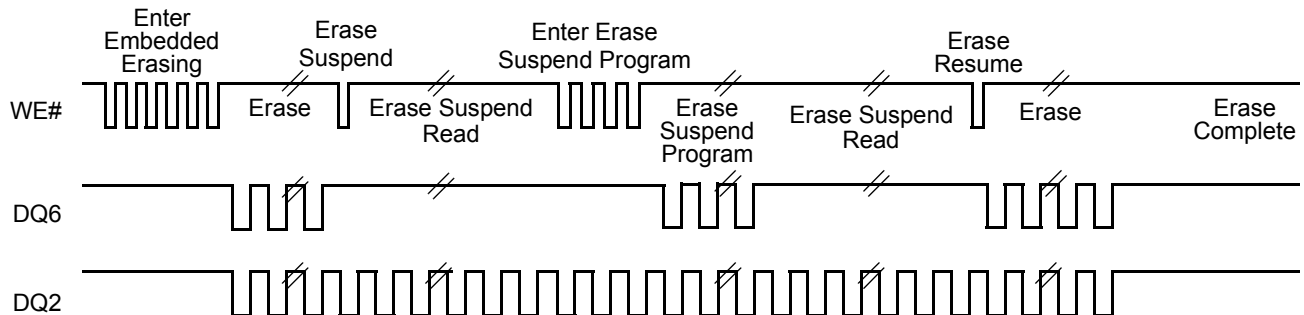 Enter
Embedded
Erasing
Erase
Suspend
Enter Erase
Suspend Program
Erase
Resume
WE#
Erase
Erase Suspend
Read
Erase
Suspend
Program
Erase Suspend
Read
Erase
Erase
Complete
DQ6
DQ2